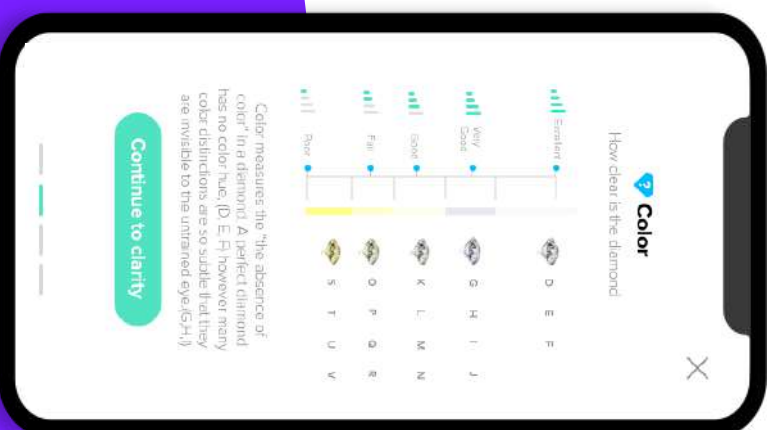 ?
Color
How clear is the diamond
Excellent
D E F
Very
Good
G H I J
Good
K L M N
Fair
O P Q R
Poor
S T U V
Color measures the "the absence of
color" in a diamond. A perfect diamond
has no color hue, (D, E, F) however many
color distinctions are so subtle that they
are invisible to the untrained eye.(G,H,I)
Continue to clarity